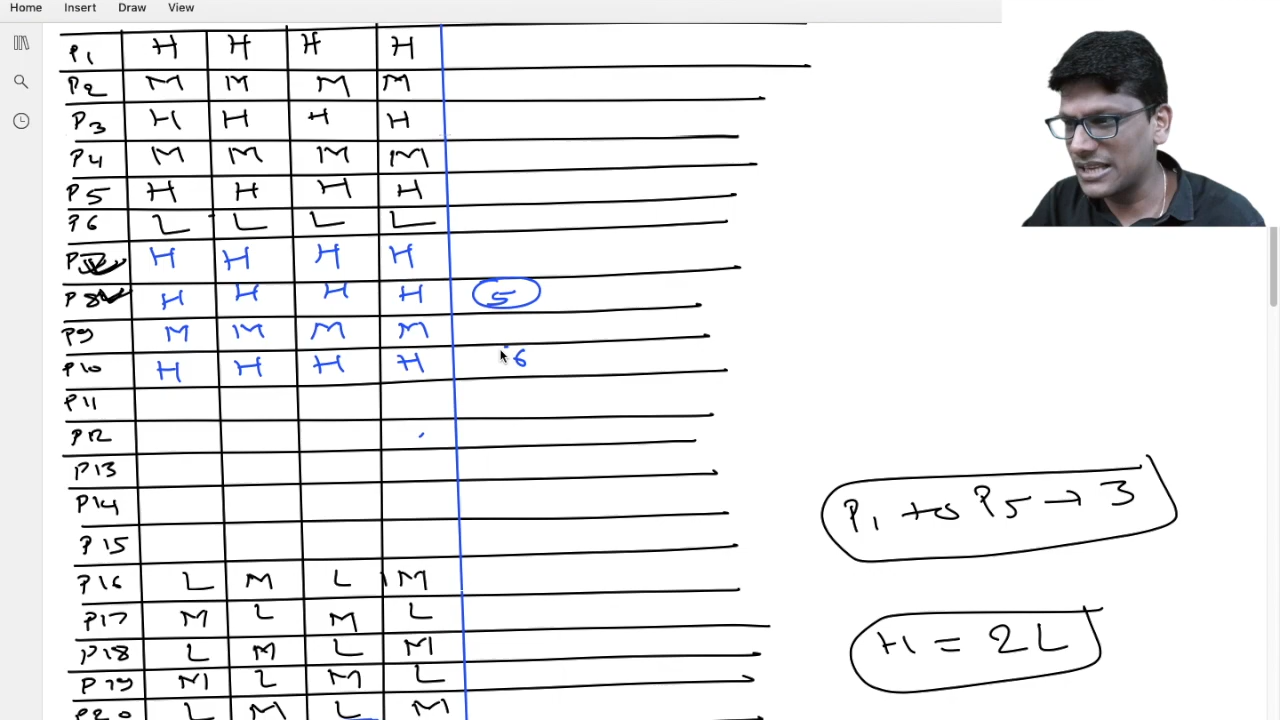 Home Insert Draw View
P1 H H H H
P2 M M M M
P3 H H H H
P4 M M M M
P5 H H H H
P6 L L L L
P7 H H H H
P8 H H H H 5
P9 M M M M
P10 H H H H 6
P11
P12
P13
P14
P15
P16 L M L M
P17 M L M L
P18 L M L M
P19 M L M L
P20 L M L M
P1 to P5 → 3
H = 2L